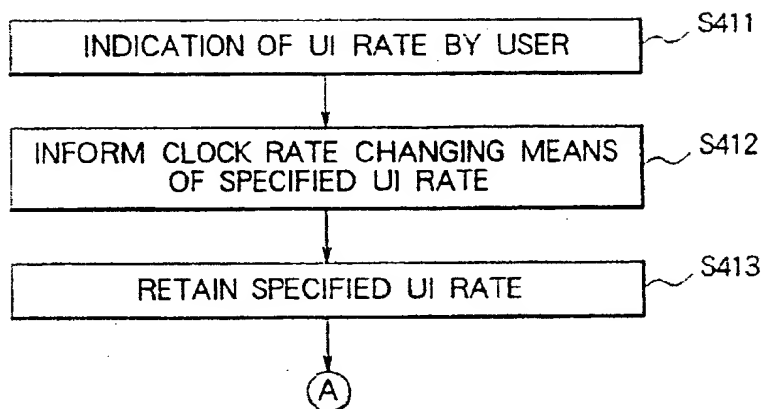 INDICATION OF UI RATE BY USER
S411
INFORM CLOCK RATE CHANGING MEANS
OF SPECIFIED UI RATE
S412
RETAIN SPECIFIED UI RATE
S413
A